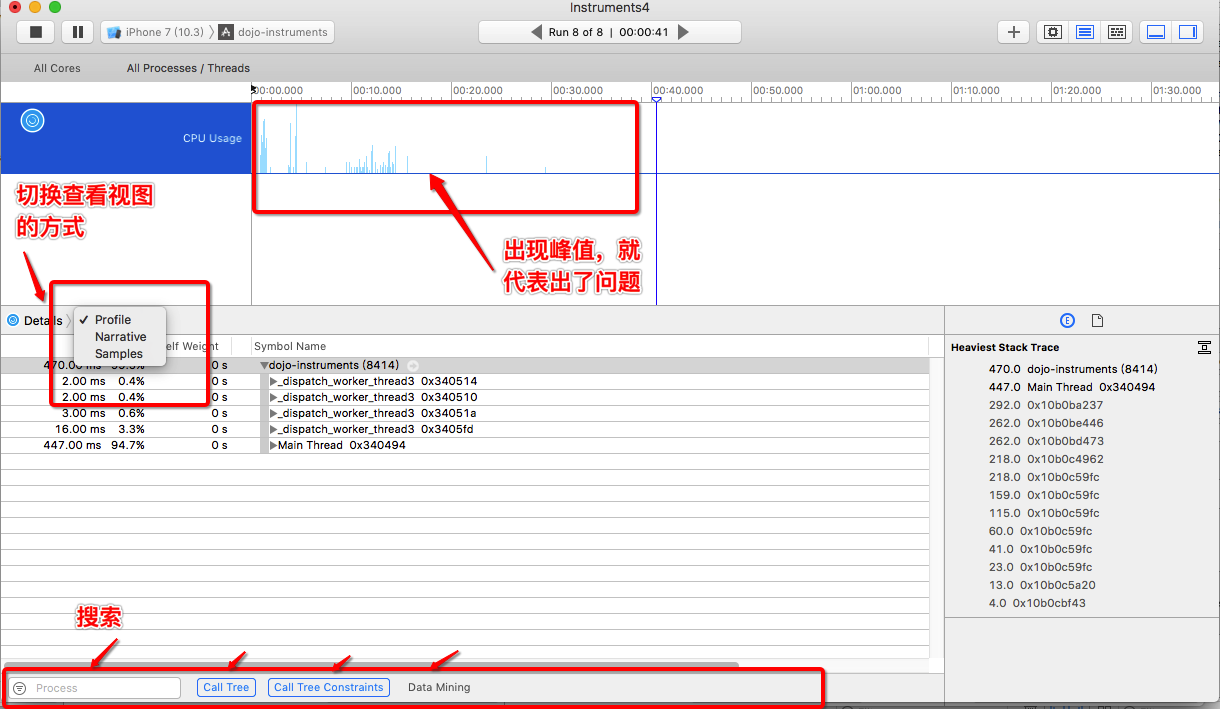 Instruments4
iPhone 7 (10.3) 〉 dojo-instruments
Run 8 of 8 | 00:00:41
All Cores All Processes / Threads
00:00.000 00:10.000 00:20.000 00:30.000 00:40.000 00:50.000 01:00.000 01:10.000 01:20.000 01:30.000
CPU Usage
切换查看视图
的方式
出现峰值，就
代表出了问题
Details
Profile
Narrative
Samples
Weight Symbol Name
470.00 ms 0 s dojo-instruments (8414)
2.00 ms 0.4% 0 s _dispatch_worker_thread3 0x340514
2.00 ms 0.4% 0 s _dispatch_worker_thread3 0x340510
3.00 ms 0.6% 0 s _dispatch_worker_thread3 0x34051a
16.00 ms 3.3% 0 s _dispatch_worker_thread3 0x3405fd
447.00 ms 94.7% 0 s Main Thread 0x340494
Heaviest Stack Trace
470.0 dojo-instruments (8414)
447.0 Main Thread 0x340494
292.0 0x10b0ba237
262.0 0x10b0be446
262.0 0x10b0bd473
218.0 0x10b0c4962
218.0 0x10b0c59fc
159.0 0x10b0c59fc
115.0 0x10b0c59fc
60.0 0x10b0c59fc
41.0 0x10b0c59fc
23.0 0x10b0c59fc
13.0 0x10b0c5a20
4.0 0x10b0cbf43
搜索
Process Call Tree Call Tree Constraints Data Mining